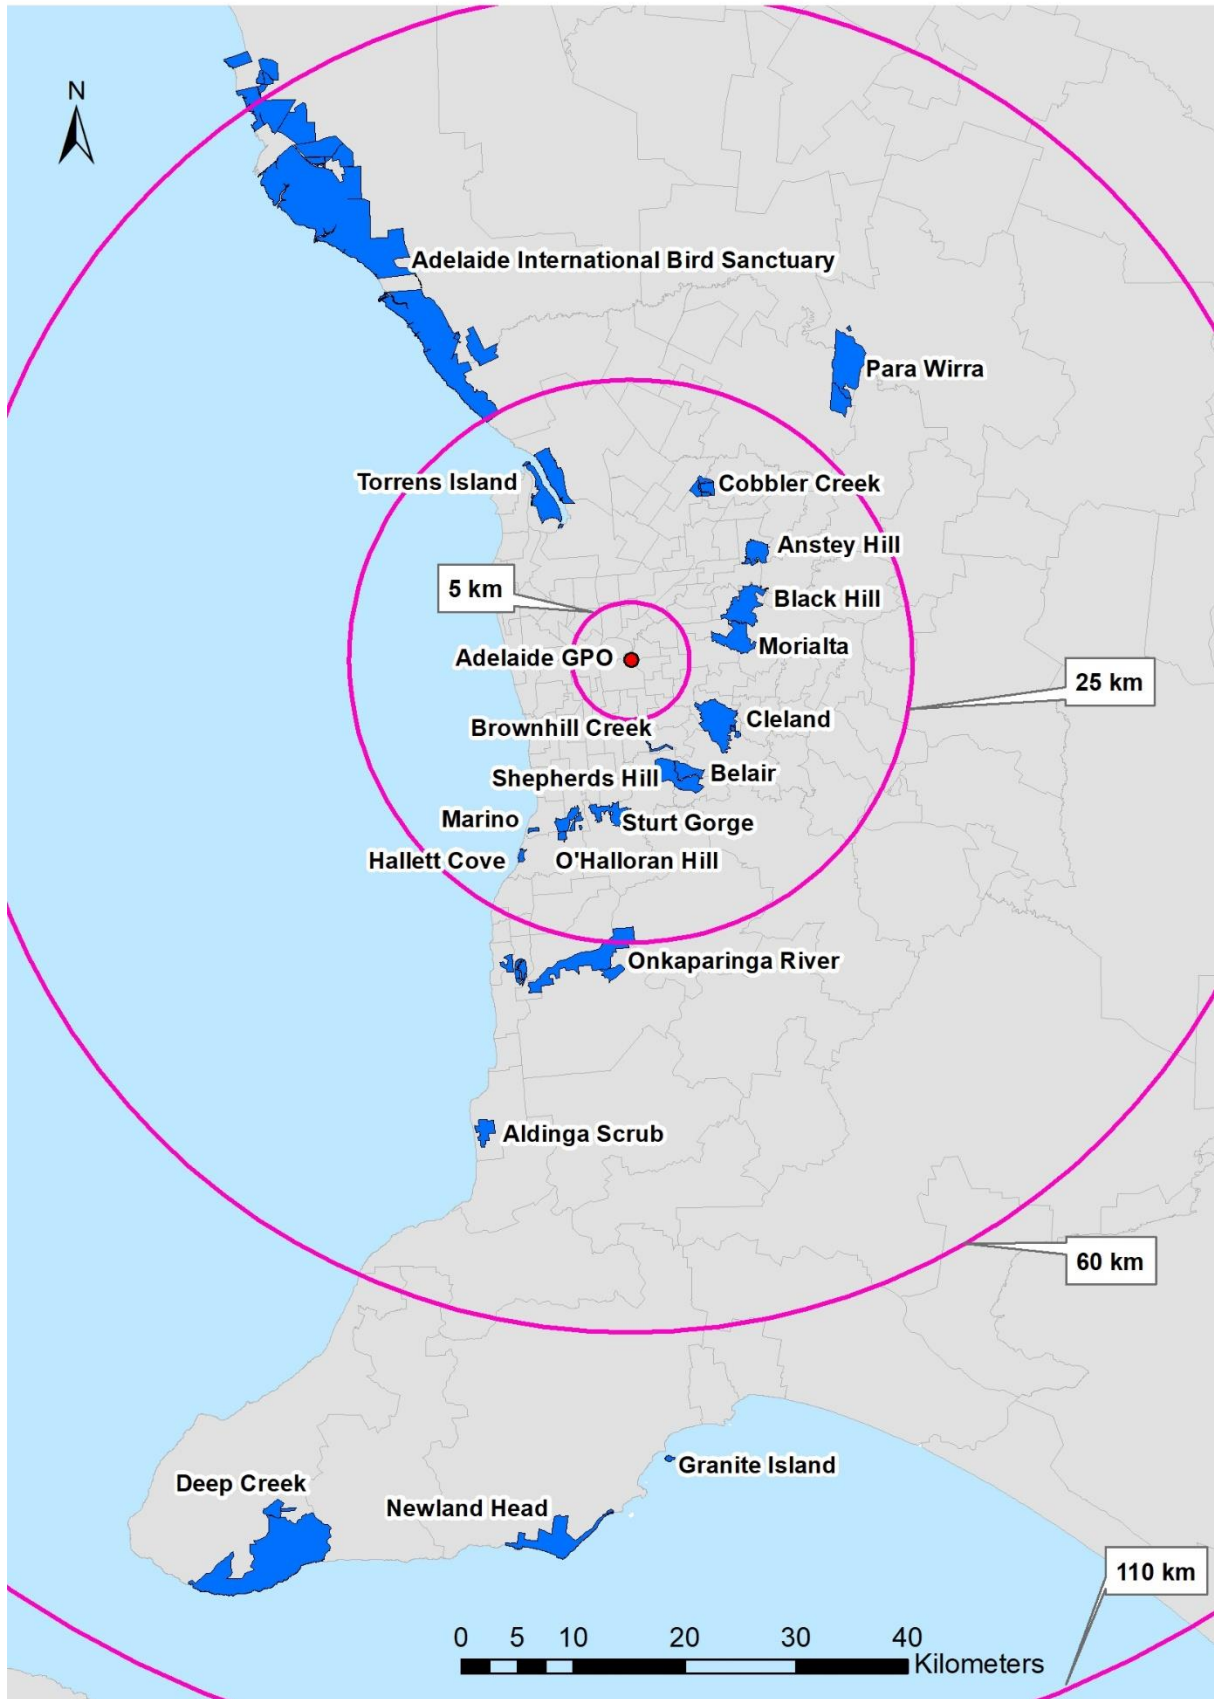 N
Adelaide International Bird Sanctuary
Para Wirra
Torrens Island
Cobbler Creek
Anstey Hill
5 km
Black Hill
Morialta
Adelaide GPO
25 km
Cleland
Brownhill Creek
Belair
Shepherds Hill
Marino
Sturt Gorge
Hallett Cove
O'Halloran Hill
Onkaparinga River
Aldinga Scrub
60 km
Granite Island
Deep Creek
Newland Head
110 km
0 5 10 20 30 40
Kilometers